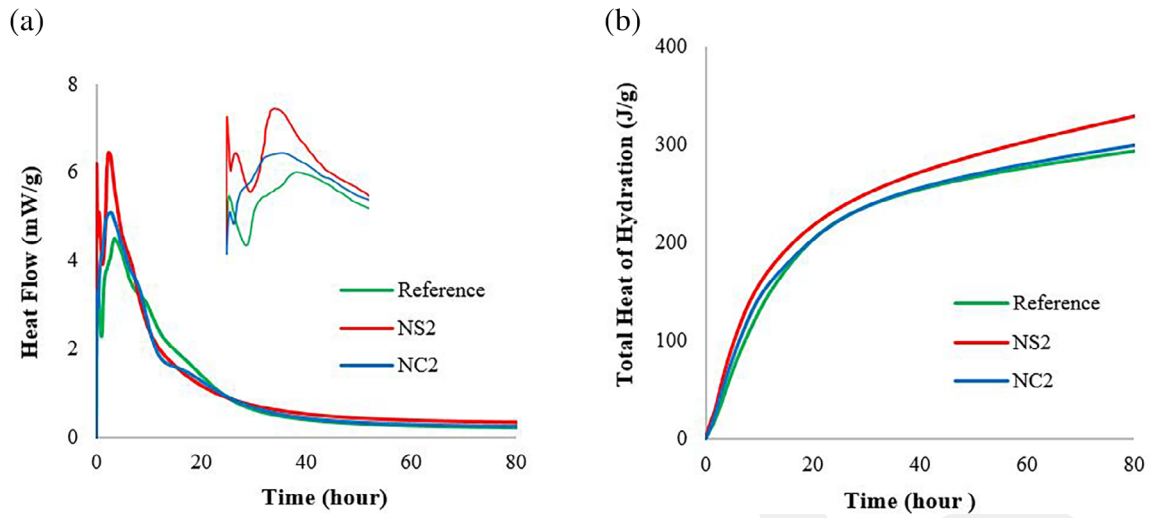 (a)
Heat Flow (mW/g)
8
6
4
2
0
0 20 40 60 80
Time (hour)
Reference
NS2
NC2
(b)
Total Heat of Hydration (J/g)
400
300
200
100
0
0 20 40 60 80
Time (hour )
Reference
NS2
NC2